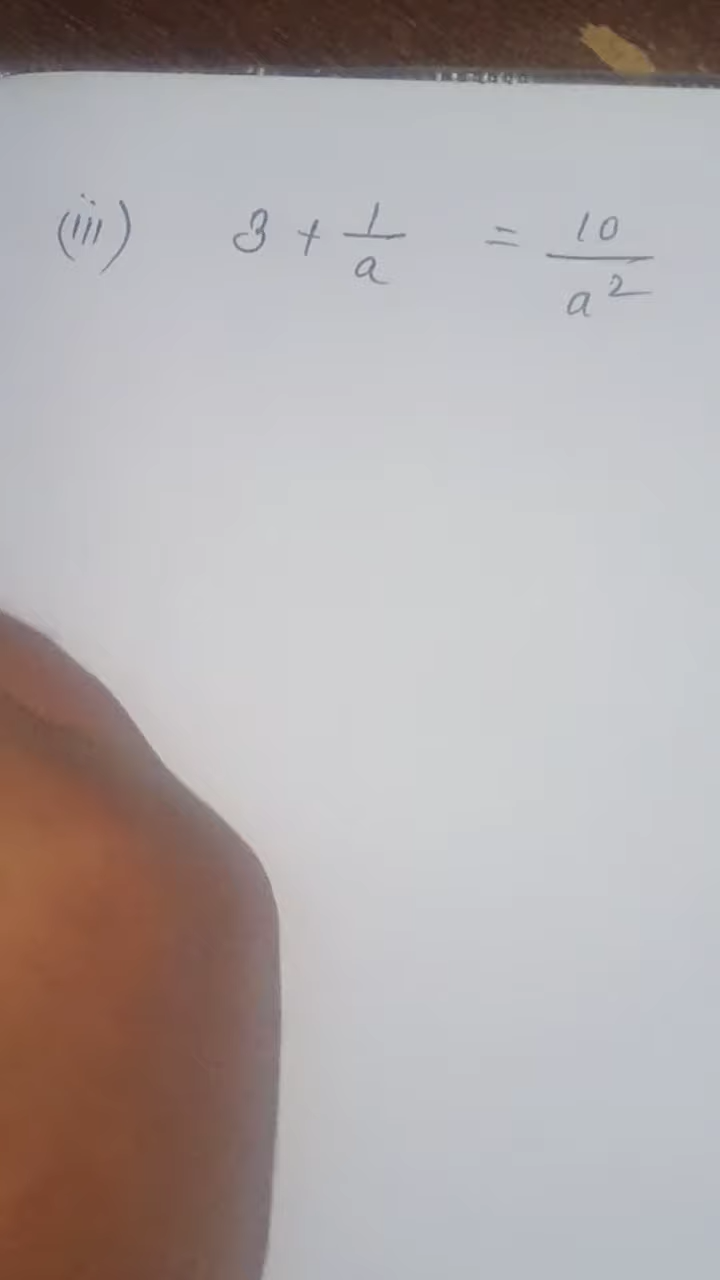 (iii) 3 + 1/a = 10/a²